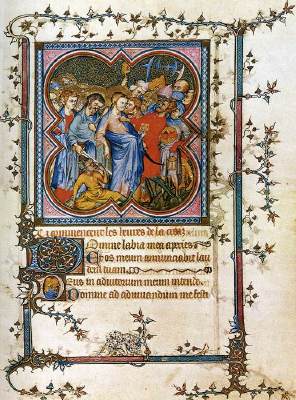 Ci commencent les heures de la croiz
Domine labia mea aperies
Et os meum annunciabit lau
dem tuam.
Deus in adiutorium meum intende.
Domine ad adiuuandum me festi